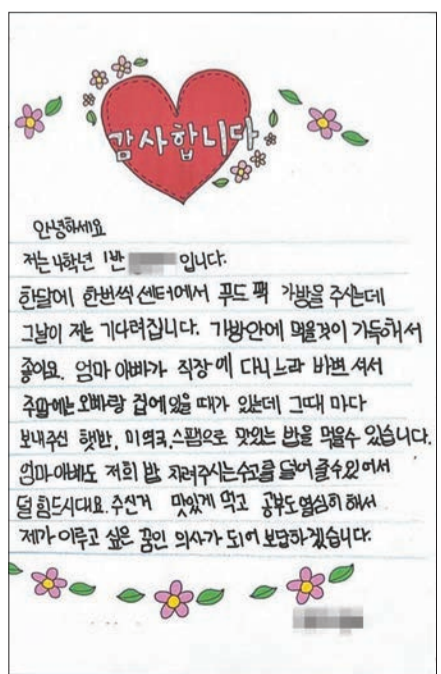 감사합니다
안녕하세요
저는 4학년 1반 입니다.
한달에 한번씩 센터에서 푸드 팩 가방을 주시는데
그날이 저는 기다려집니다. 가방안에 먹을것이 가득해서
좋아요. 엄마 아빠가 직장에 다니느라 바쁘셔서
주말에는 오빠랑 집에 있을 때가 있는데 그때 마다
보내주신 햇반, 미역국, 스팸으로 맛있는 밥을 먹을수 있습니다.
엄마 아빠도 저희 밥 차려주시는 수고를 덜어 줄수 있어서
덜 힘드시대요. 주신거 맛있게 먹고 공부도 열심히 해서
제가 이루고 싶은 꿈인 의사가 되어 보답하겠습니다.